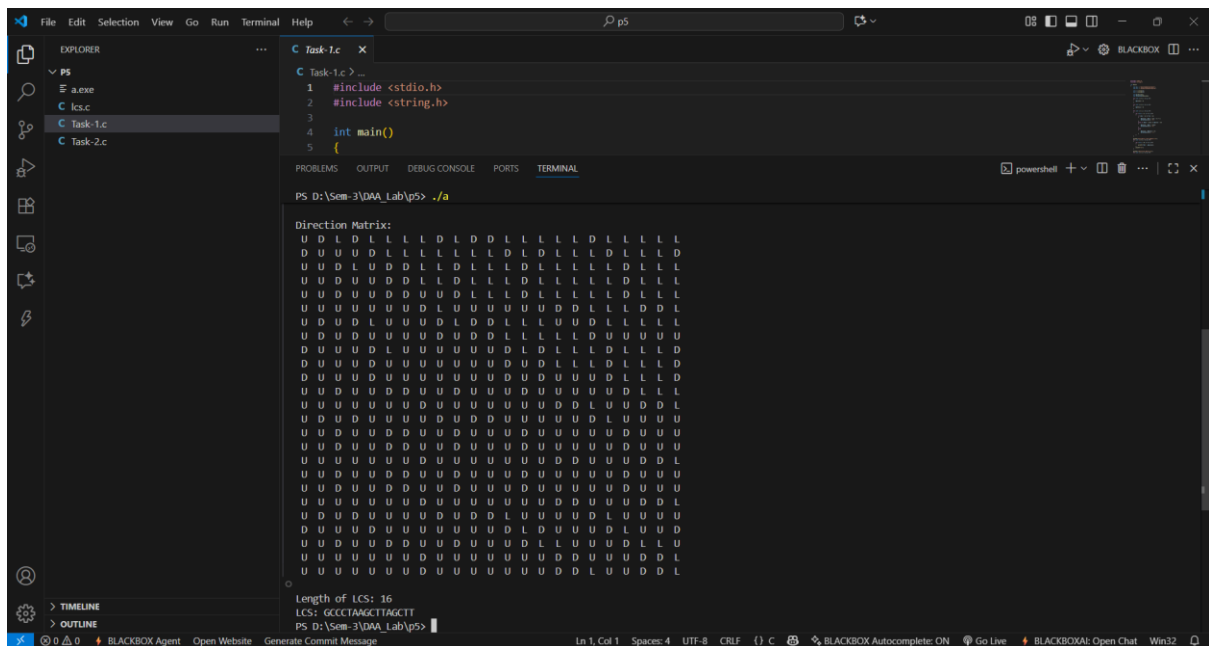 File Edit Selection View Go Run Terminal Help
p5
EXPLORER
P5
a.exe
lcs.c
Task-1.c
Task-2.c
TIMELINE
OUTLINE
Task-1.c
BLACKBOX
Task-1.c > ...
1 #include <stdio.h>
2 #include <string.h>
3
4 int main()
5 {
PROBLEMS OUTPUT DEBUG CONSOLE PORTS TERMINAL
powershell
PS D:\Sem-3\DAA_Lab\p5> ./a
Direction Matrix:
U D L D L L L L D L D D L L L L L D L L L L L
D U U U D L L L L L L L D L D L L L D L L L D
U U D L U D D L L D L L L D L L L L L D L L L
U U D U U D D L L D L L L D L L L L L D L L L
U U D U U D D U U D L L L D L L L L L D L L L
U U U U U U U D L U U U U U U D D L L L D D L
U D U D L U U U D L D D L L L U U D L L L L L
U D U D U U U U D U D D L L L L L D U U U U U
D U U U D L U U U U U U D L D L L L D L L L D
D U U U D U U U U U U U D U D L L L D L L L D
D U U U D U U U U U U U D U D U U U D L L L D
U U D U U D D U U D U U U D U U U U U D L L L
U U U U U U U D U U U U U U U D D L U U D D L
U D U D U U U U D U D D U U U U U D L U U U U
U U D U U D D U U D U U U D U U U U U D U U U
U U D U U D D U U D U U U D U U U U U D U U U
U U U U U U U D U U U U U U U D D U U U D D L
U U D U U D D U U D U U U D U U U U U D U U U
U U D U U D D U U D U U U D U U U U U D U U U
U U U U U U U D U U U U U U U D D U U U D D L
U U D U U U U D U D D L U U U U D L U U U U
D U U U D U U U U U U U D L D U U U D L U U D
U U D U U D D U U D U U U D L L U U U D L L U
U U U U U U U D U U U U U U U D D U U U D D L
U U U U U U U D U U U U U U U D D L U U D D L
Length of LCS: 16
LCS: GCCCTAAGCTTAGCTT
PS D:\Sem-3\DAA_Lab\p5>
0 0 0 BLACKBOX Agent Open Website Generate Commit Message Ln 1, Col 1 Spaces: 4 UTF-8 CRLF {} C BLACKBOX Autocomplete: ON Go Live BLACKBOXAI: Open Chat Win32